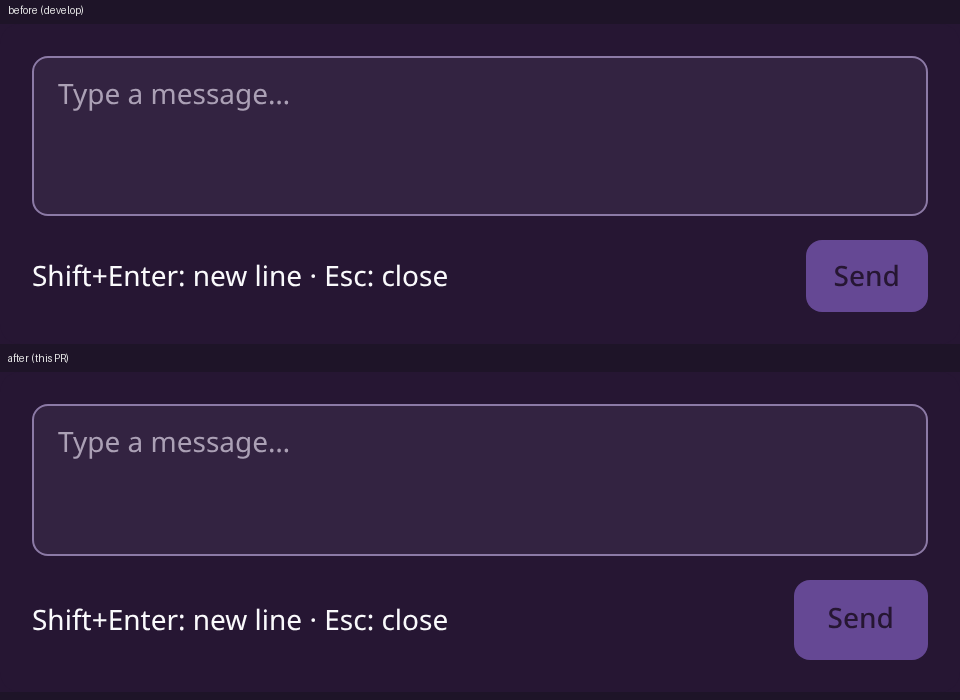 before (develop)
Type a message...
Shift+Enter: new line · Esc: close
Send
after (this PR)
Type a message...
Shift+Enter: new line · Esc: close
Send